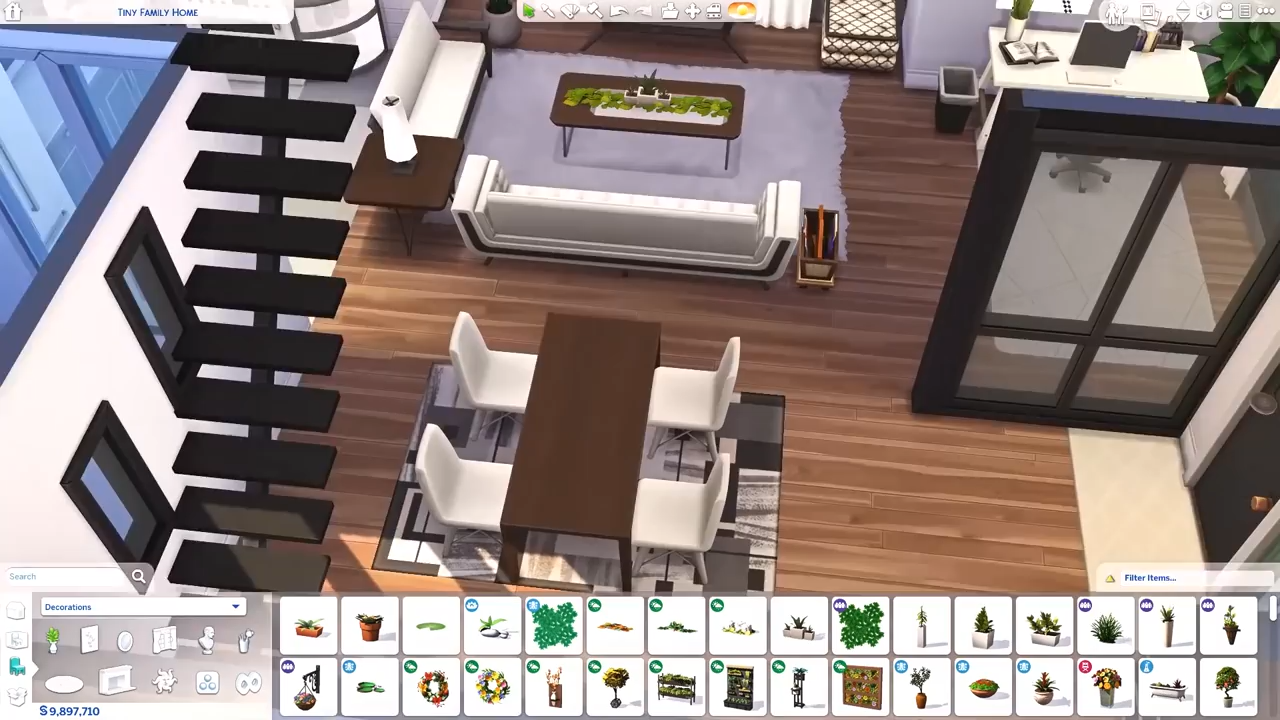 Tiny Family Home
Search
Filter Items...
Decorations
§9,897,710